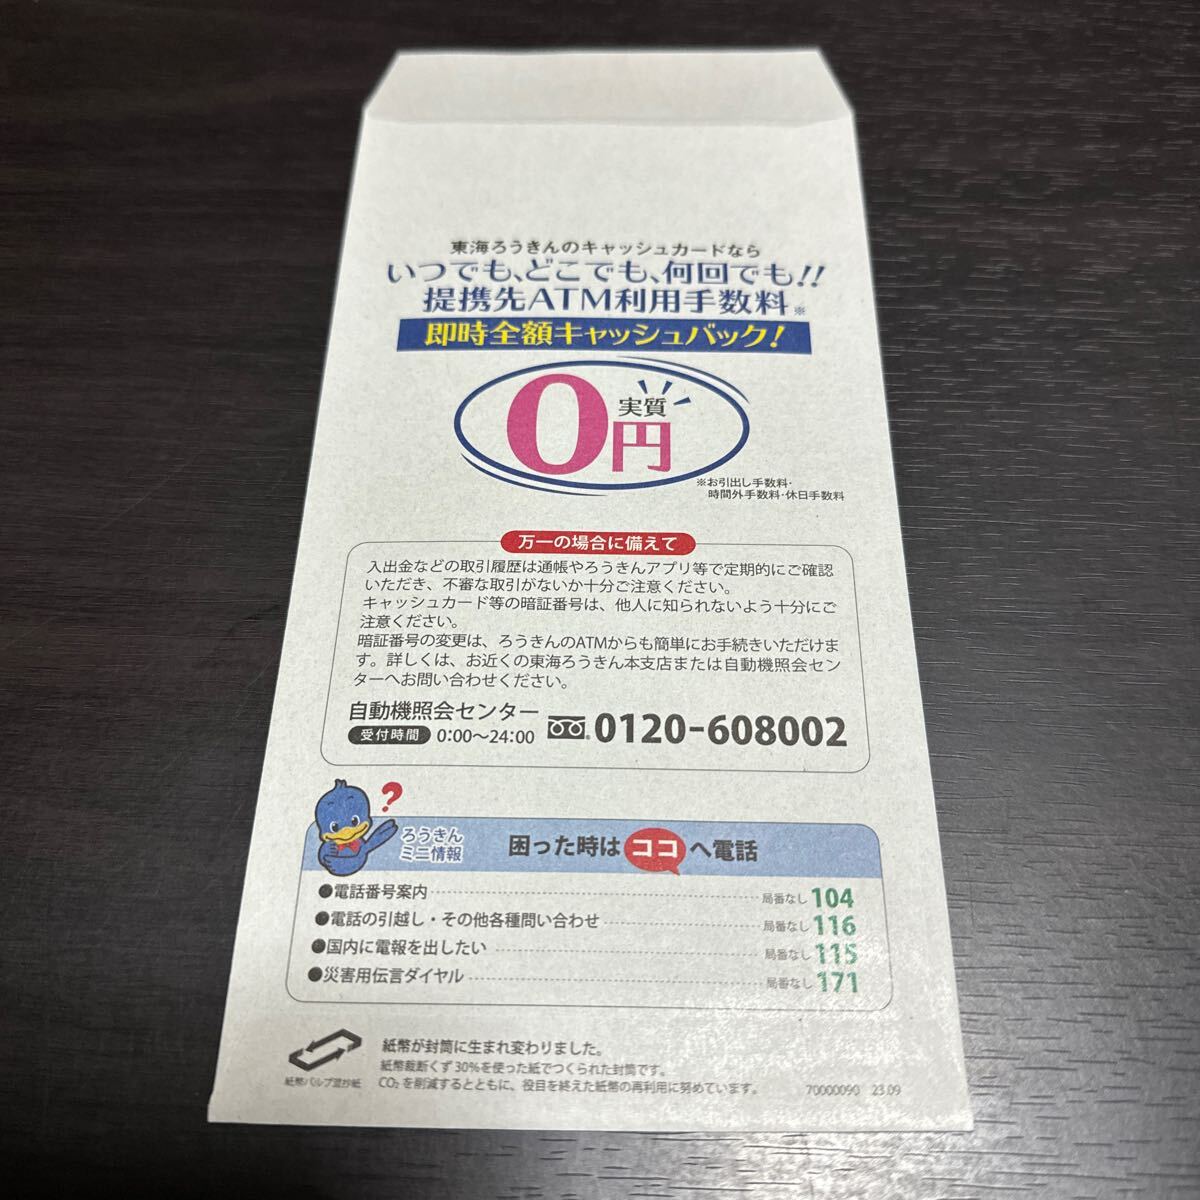 東海ろうきんのキャッシュカードなら
いつでも、どこでも、何回でも!!
提携先ATM利用手数料※
即時全額キャッシュバック!
実質
0円
※お引出し手数料・
時間外手数料・休日手数料
万一の場合に備えて
入出金などの取引履歴は通帳やろうきんアプリ等で定期的にご確認
いただき、不審な取引がないか十分ご注意ください。
キャッシュカード等の暗証番号は、他人に知られないよう十分にご
注意ください。
暗証番号の変更は、ろうきんのATMからも簡単にお手続きいただけま
す。詳しくは、お近くの東海ろうきん本支店または自動機照会セン
ターへお問い合わせください。
自動機照会センター
受付時間 0:00〜24:00
0120-608002
?
ろうきん
ミニ情報
困った時は ココ へ電話
●電話番号案内 局番なし 104
●電話の引越し・その他各種問い合わせ 局番なし 116
●国内に電報を出したい 局番なし 115
●災害用伝言ダイヤル 局番なし 171
紙幣が封筒に生まれ変わりました。
紙幣裁断くず30%を使った紙でつくられた封筒です。
CO₂を削減するとともに、役目を終えた紙幣の再利用に努めています。
紙幣パルプ混抄紙
70000090 23.09